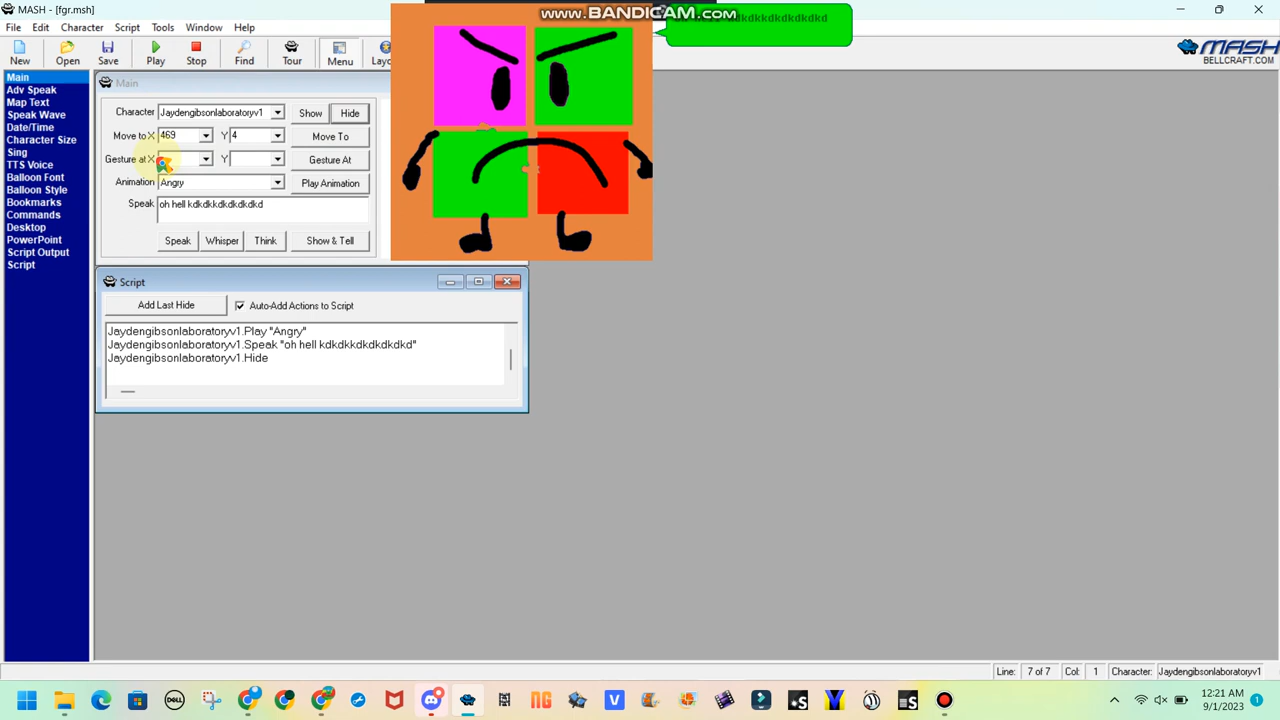 MASH - [fgr.msh]
www.BANDICAM.com
kdkdkkdkdkdkdkd
File Edit Character Script Tools Window Help
New Open Save Play Stop Find Tour Menu
MASH
BELLCRAFT.COM
Main
Adv Speak
Map Text
Speak Wave
Date/Time
Character Size
Sing
TTS Voice
Balloon Font
Balloon Style
Bookmarks
Commands
Desktop
PowerPoint
Script Output
Script
Main
Character Jaydengibsonlaboratoryv1 Show Hide
Move to X 469 Y 4 Move To
Gesture at X Y Gesture At
Animation Angry Play Animation
Speak oh hell kdkdkkdkdkdkdkd
Speak Whisper Think Show & Tell
Script
Add Last Hide Auto-Add Actions to Script
Jaydengibsonlaboratoryv1.Play "Angry"
Jaydengibsonlaboratoryv1.Speak "oh hell kdkdkkdkdkdkdkd"
Jaydengibsonlaboratoryv1.Hide
Line: 7 of 7 Col: 1 Character: Jaydengibsonlaboratoryv1
DELL
12:21 AM
9/1/2023